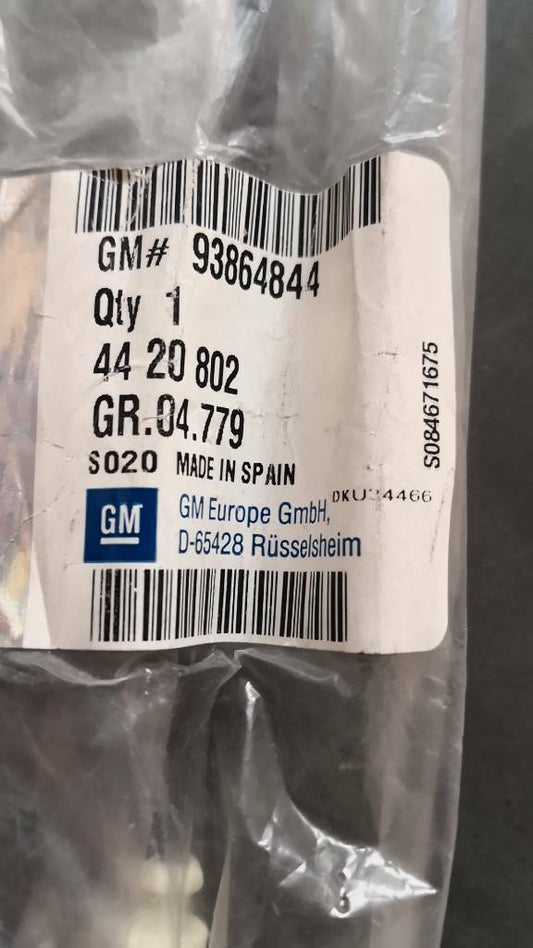 GM# 93864844
Qty 1
44 20 802
GR.04.779
S020 MADE IN SPAIN
GM
GM Europe GmbH,
D-65428 Rüsselsheim
S084671675